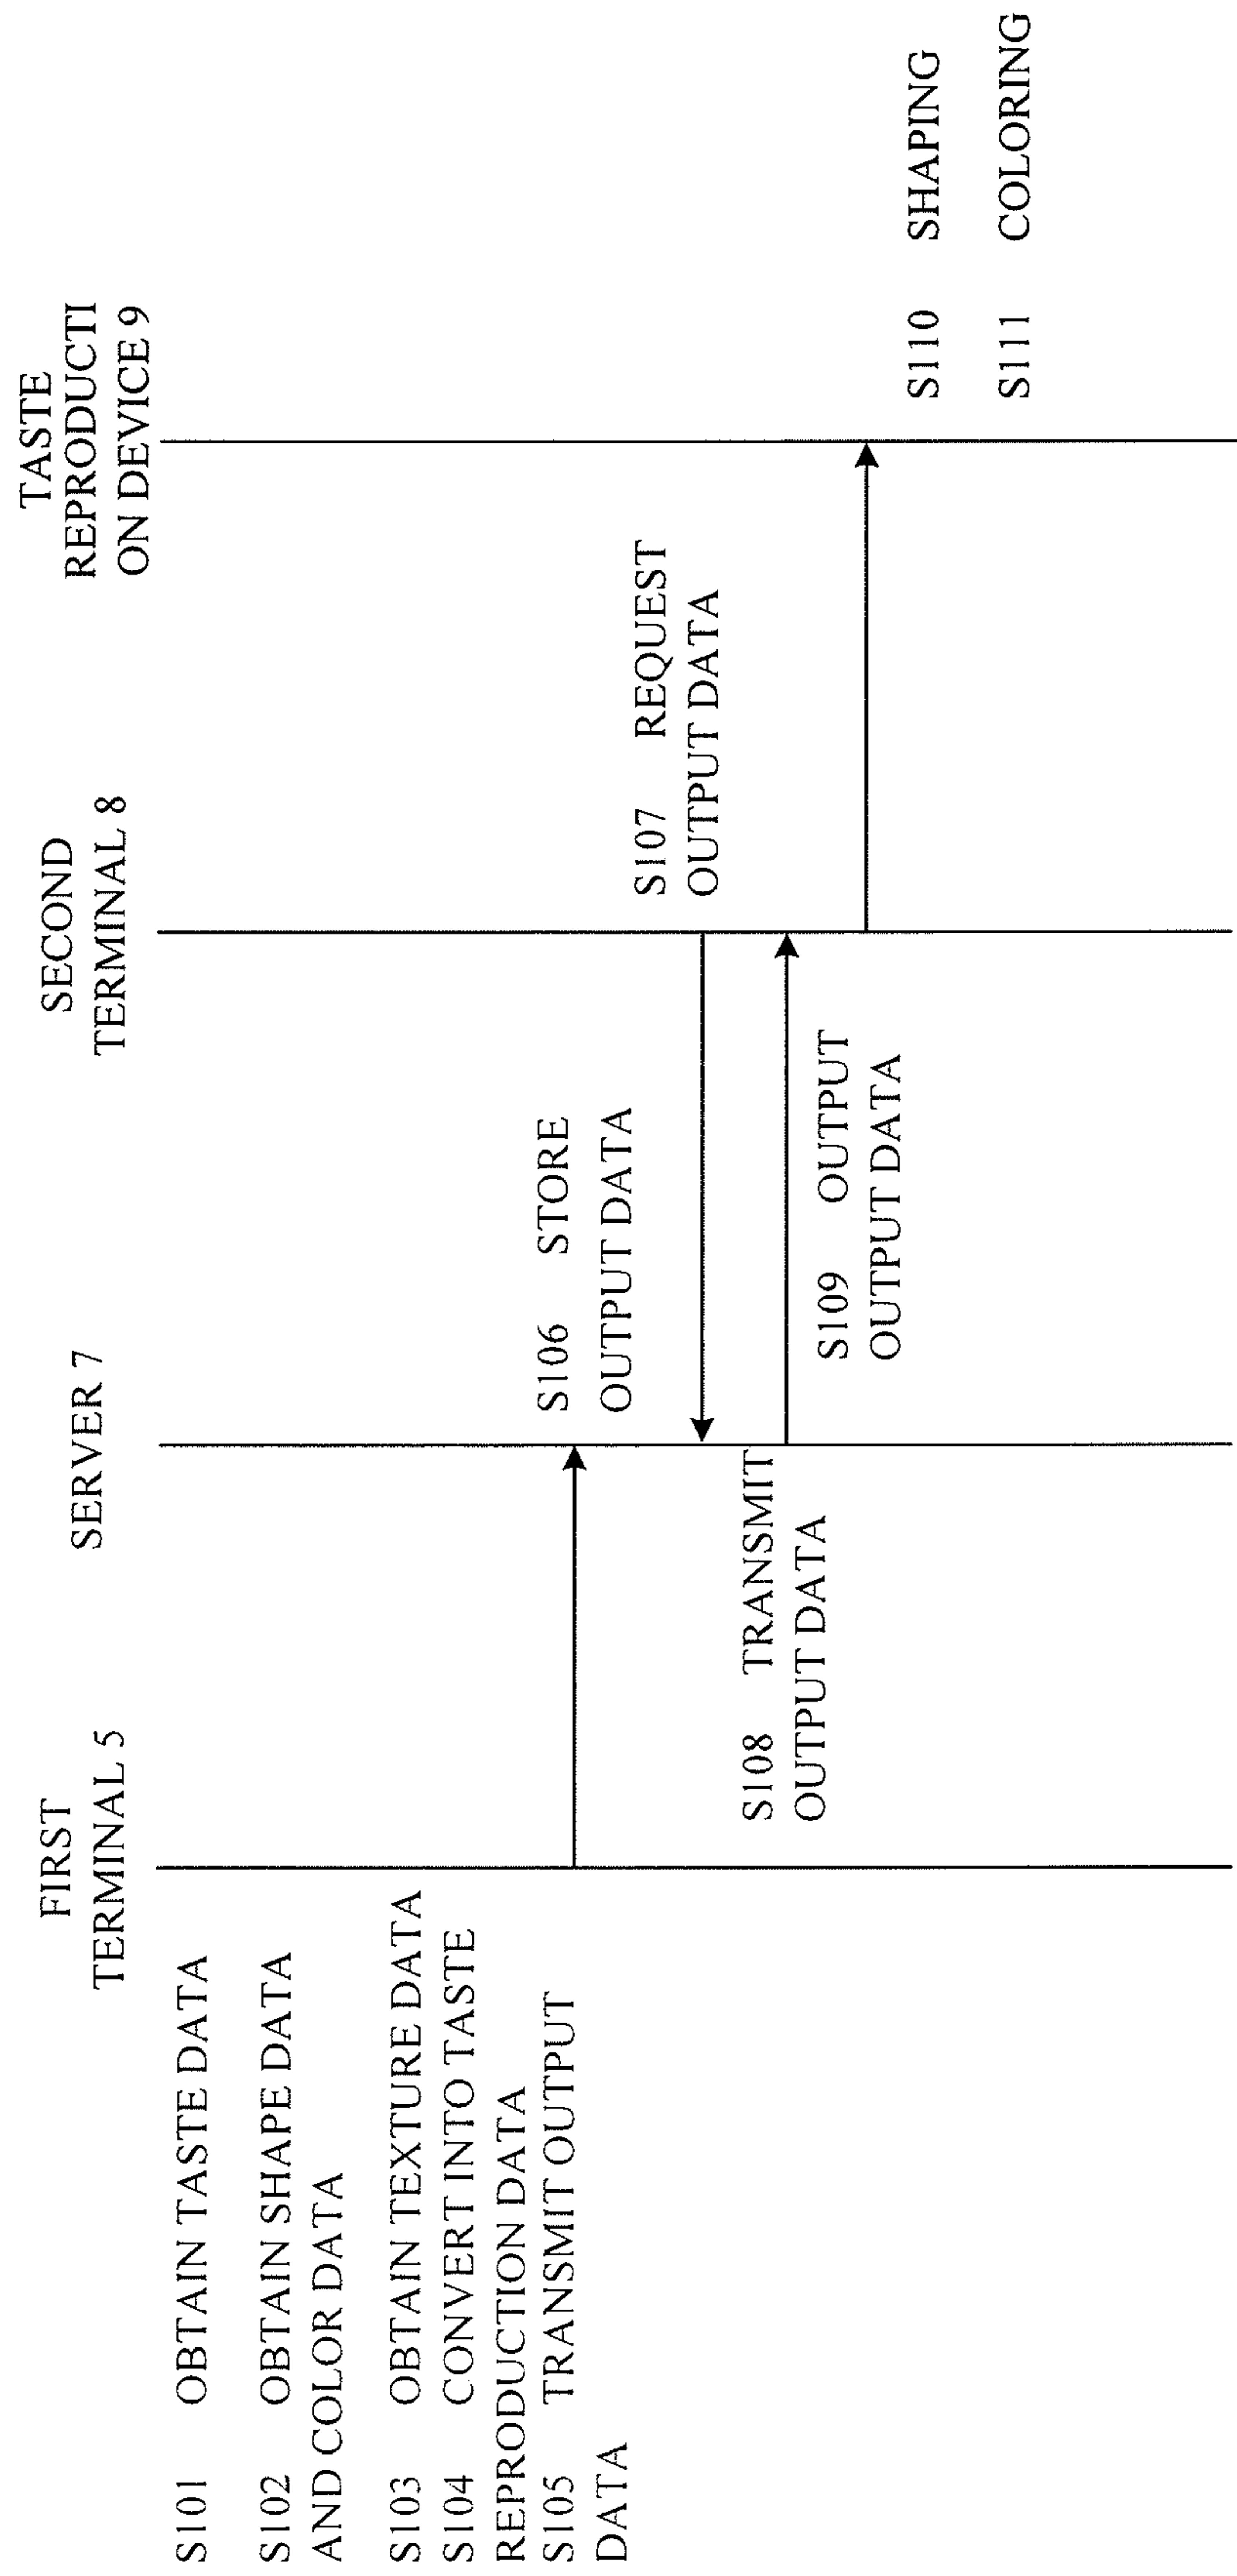 FIRST
TERMINAL 5
SERVER 7
SECOND
TERMINAL 8
TASTE
REPRODUCTI
ON DEVICE 9
S101 OBTAIN TASTE DATA
S102 OBTAIN SHAPE DATA
AND COLOR DATA
S103 OBTAIN TEXTURE DATA
S104 CONVERT INTO TASTE
REPRODUCTION DATA
S105 TRANSMIT OUTPUT
DATA
S106 STORE
OUTPUT DATA
S107 REQUEST
OUTPUT DATA
S108 TRANSMIT
OUTPUT DATA
S109 OUTPUT
OUTPUT DATA
S110 SHAPING
S111 COLORING